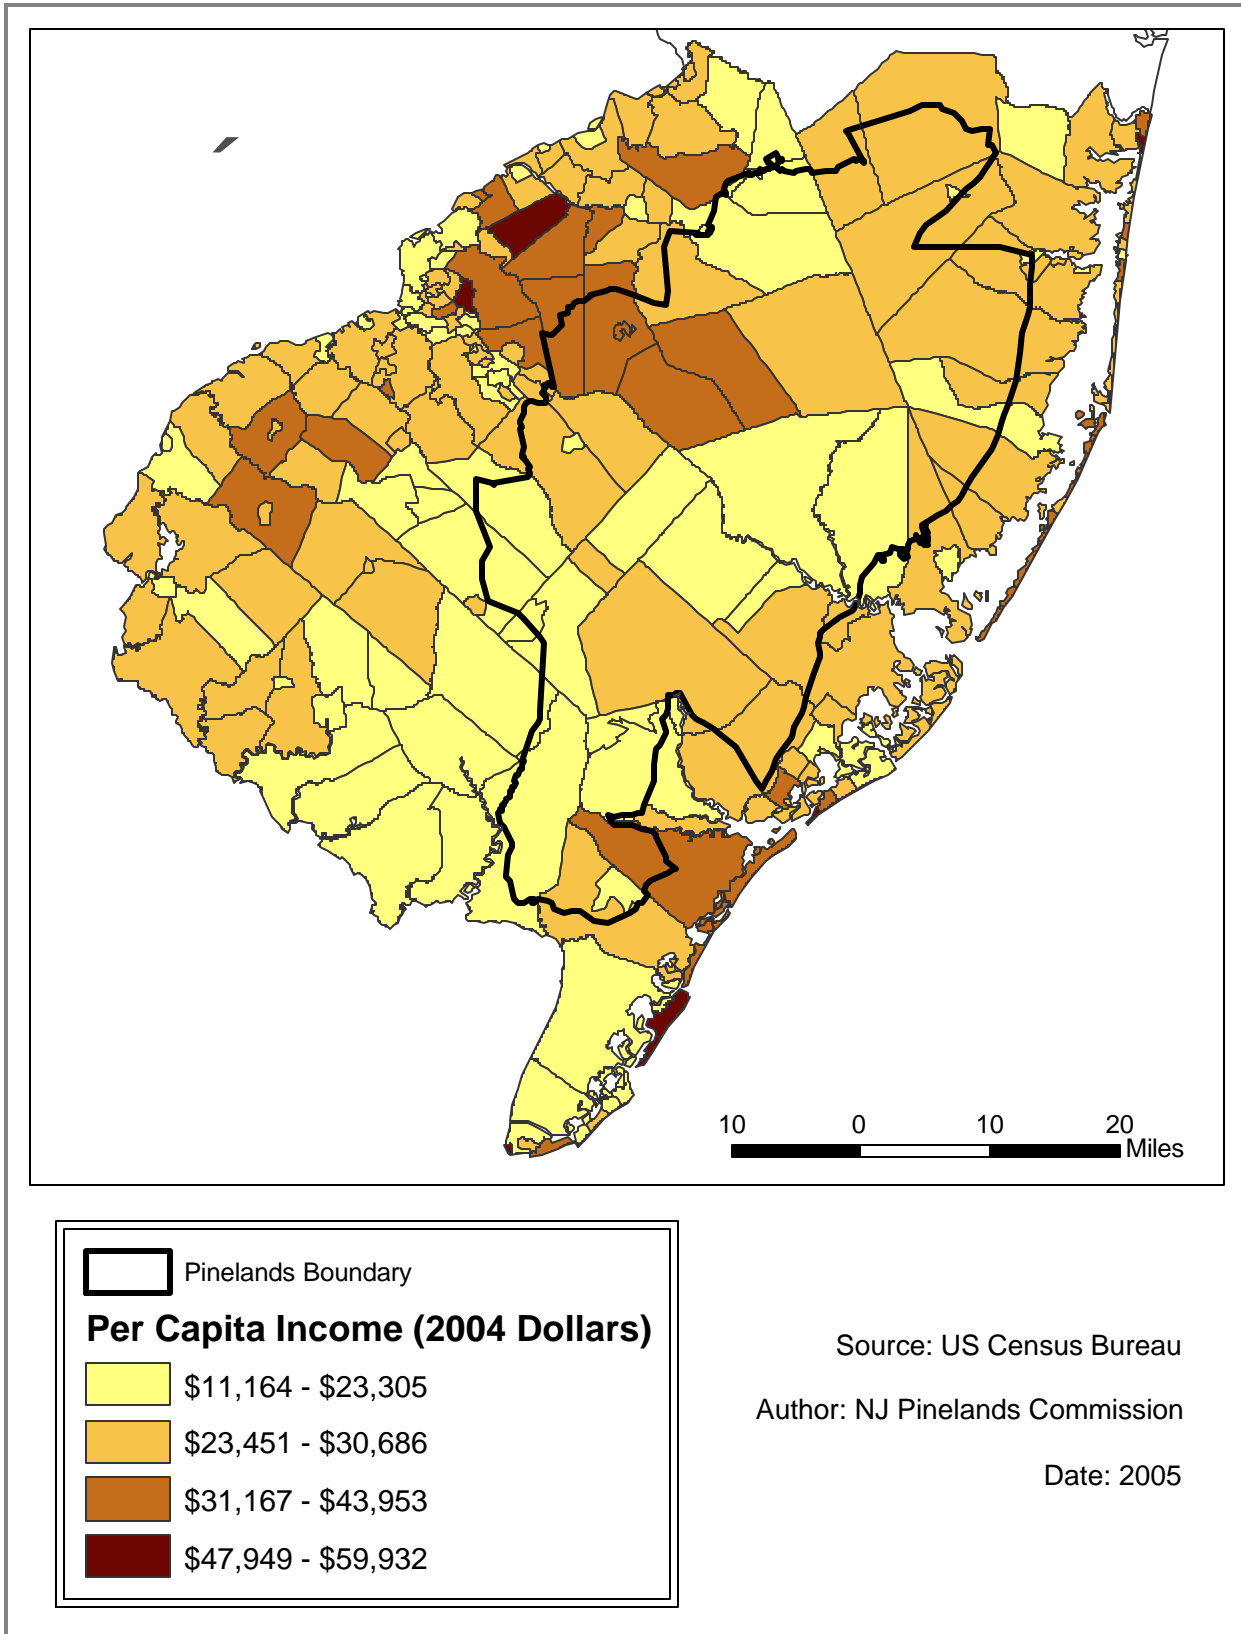 10 0 10 20
Miles
Pinelands Boundary
Per Capita Income (2004 Dollars)
$11,164 - $23,305
$23,451 - $30,686
$31,167 - $43,953
$47,949 - $59,932
Source: US Census Bureau
Author: NJ Pinelands Commission
Date: 2005